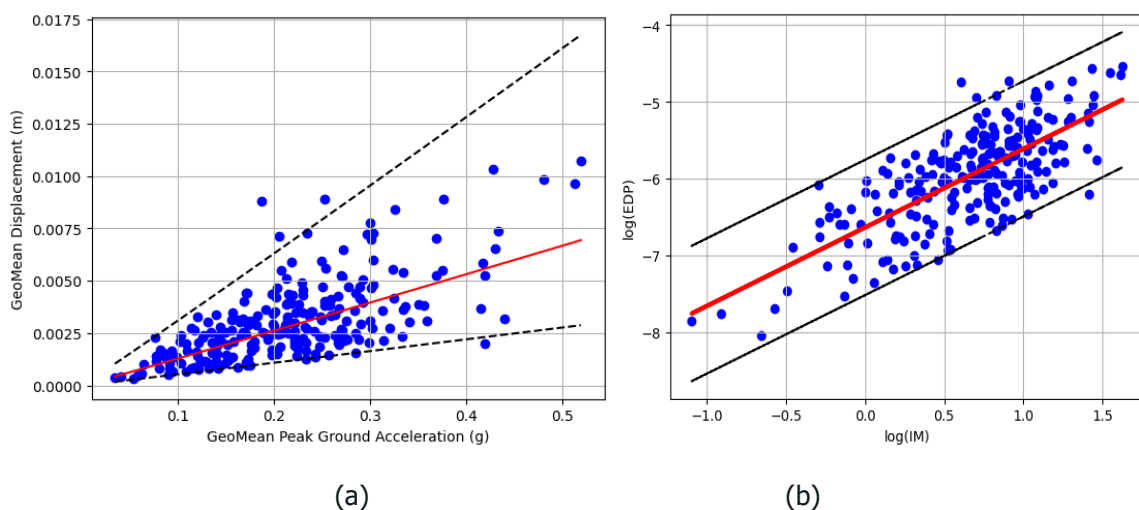 0.0175
0.0150
0.0125
0.0100
0.0075
0.0050
0.0025
0.0000
GeoMean Displacement (m)
0.1 0.2 0.3 0.4 0.5
GeoMean Peak Ground Acceleration (g)
(a)
−4
−5
−6
−7
−8
log(EDP)
−1.0 −0.5 0.0 0.5 1.0 1.5
log(IM)
(b)